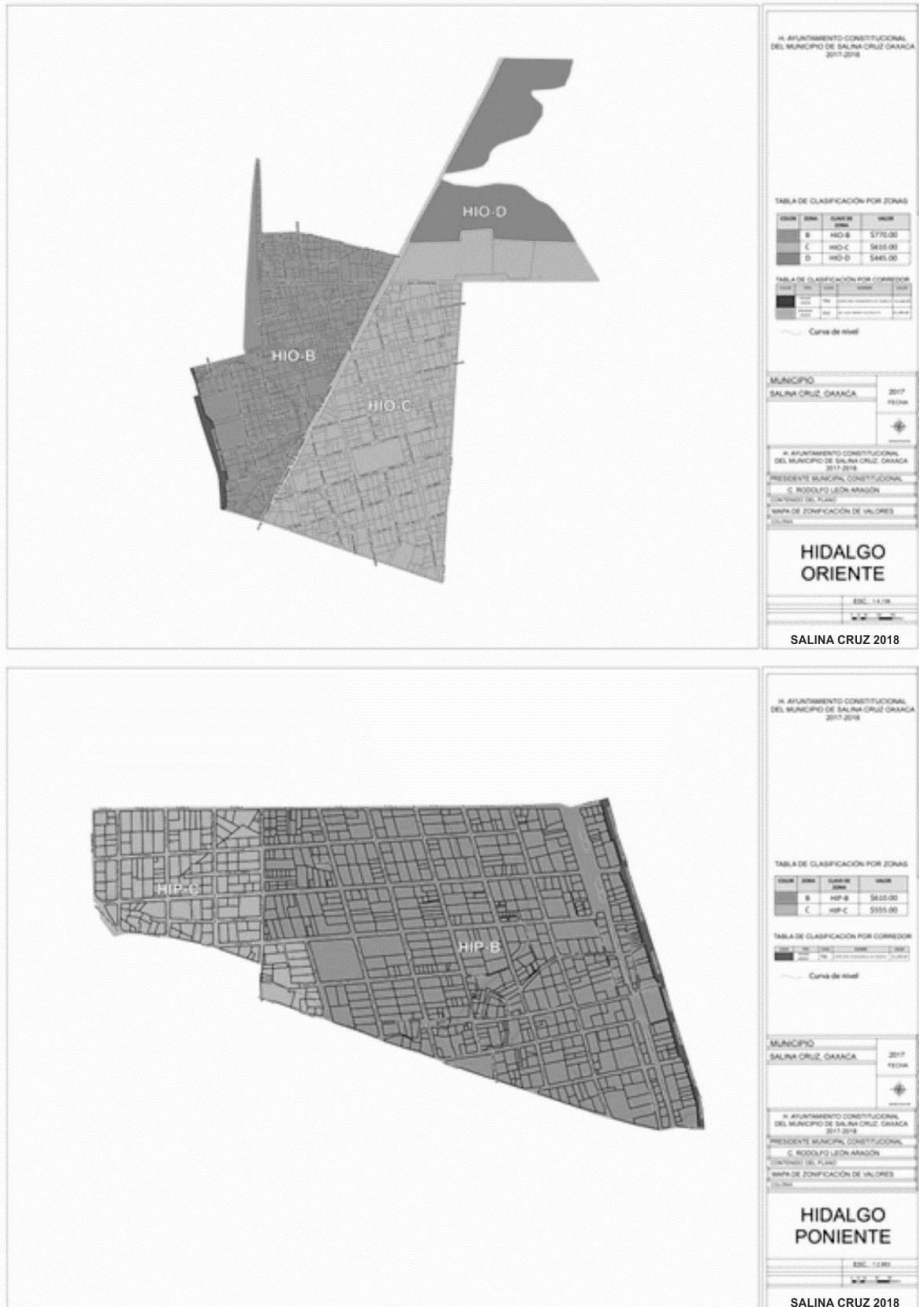 H. AYUNTAMIENTO CONSTITUCIONAL
DEL MUNICIPIO DE SALINA CRUZ OAXACA
2017-2018
HIO-D
HIO-B
HIO-C
TABLA DE CLASIFICACIÓN POR ZONAS
COLOR ZONA CLAVE DE ZONA VALOR
B HIO-B $770.00
C HIO-C $610.00
D HIO-D $445.00
TABLA DE CLASIFICACIÓN POR CORREDOR
Curva de nivel
MUNICIPIO
SALINA CRUZ, OAXACA
2017
FECHA
H. AYUNTAMIENTO CONSTITUCIONAL
DEL MUNICIPIO DE SALINA CRUZ, OAXACA
2017-2018
PRESIDENTE MUNICIPAL CONSTITUCIONAL
C. RODOLFO LEÓN ARAGÓN
CONTENIDO DEL PLANO
MAPA DE ZONIFICACIÓN DE VALORES
COLONIA
HIDALGO
ORIENTE
SALINA CRUZ 2018
H. AYUNTAMIENTO CONSTITUCIONAL
DEL MUNICIPIO DE SALINA CRUZ OAXACA
2017-2018
HIP-C
HIP-B
TABLA DE CLASIFICACIÓN POR ZONAS
COLOR ZONA CLAVE DE ZONA VALOR
B HIP-B $610.00
C HIP-C $555.00
TABLA DE CLASIFICACIÓN POR CORREDOR
Curva de nivel
MUNICIPIO
SALINA CRUZ, OAXACA
2017
FECHA
H. AYUNTAMIENTO CONSTITUCIONAL
DEL MUNICIPIO DE SALINA CRUZ, OAXACA
2017-2018
PRESIDENTE MUNICIPAL CONSTITUCIONAL
C. RODOLFO LEÓN ARAGÓN
CONTENIDO DEL PLANO
MAPA DE ZONIFICACIÓN DE VALORES
COLONIA
HIDALGO
PONIENTE
SALINA CRUZ 2018